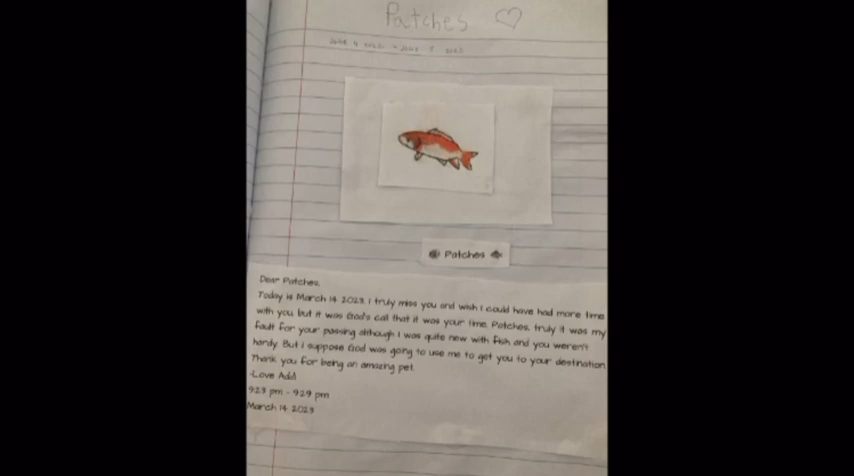 Patches ♡
Patches
Dear Patches,
Today is March 14 2023. I truly miss you and wish I could have had more time
with you, but it was God's call that it was your time. Patches, truly it was my
fault for your passing although I was quite new with fish and you weren't
hardy. But I suppose God was going to use me to get you to your destination.
Thank you for being an amazing pet.
-Love Addi
9:23 pm - 9:29 pm
March 14 2023